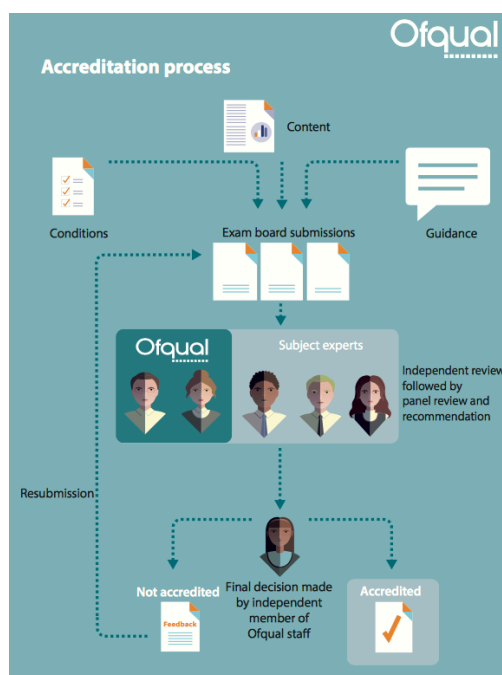 Ofqual
Accreditation process
Content
Conditions
Exam board submissions
Guidance
Ofqual
Subject experts
Independent review
followed by
panel review and
recommendation
Resubmission
Not accredited
Feedback
Final decision made
by independent
member of
Ofqual staff
Accredited